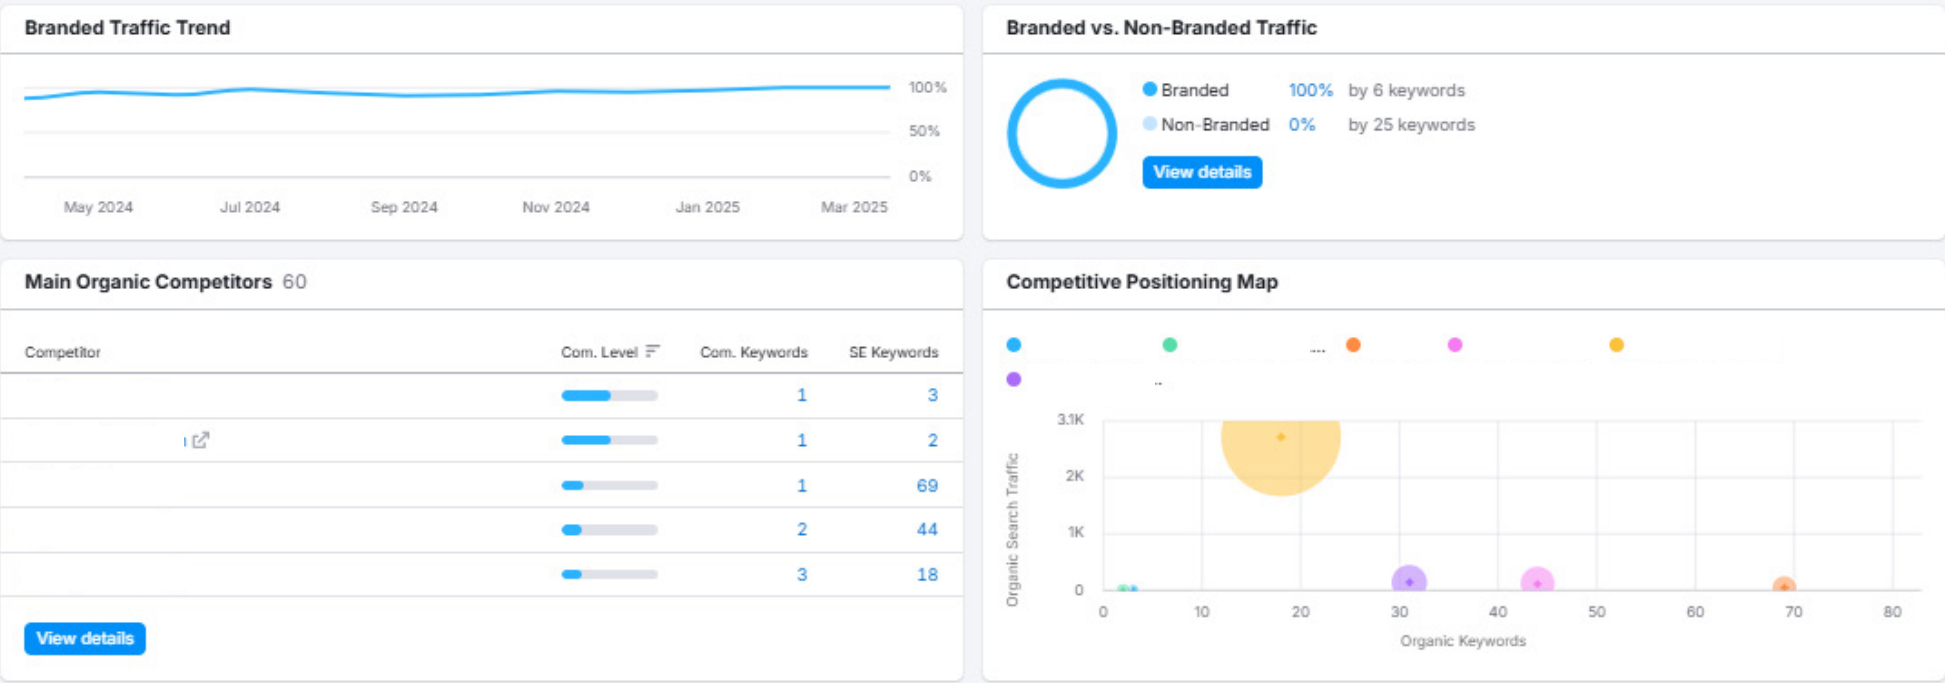 Branded Traffic Trend
100%
50%
0%
May 2024 Jul 2024 Sep 2024 Nov 2024 Jan 2025 Mar 2025
Branded vs. Non-Branded Traffic
Branded 100% by 6 keywords
Non-Branded 0% by 25 keywords
View details
Main Organic Competitors 60
Competitor Com. Level Com. Keywords SE Keywords
1 3
1 2
1 69
2 44
3 18
View details
Competitive Positioning Map
3.1K
2K
1K
0
Organic Search Traffic
0 10 20 30 40 50 60 70 80
Organic Keywords